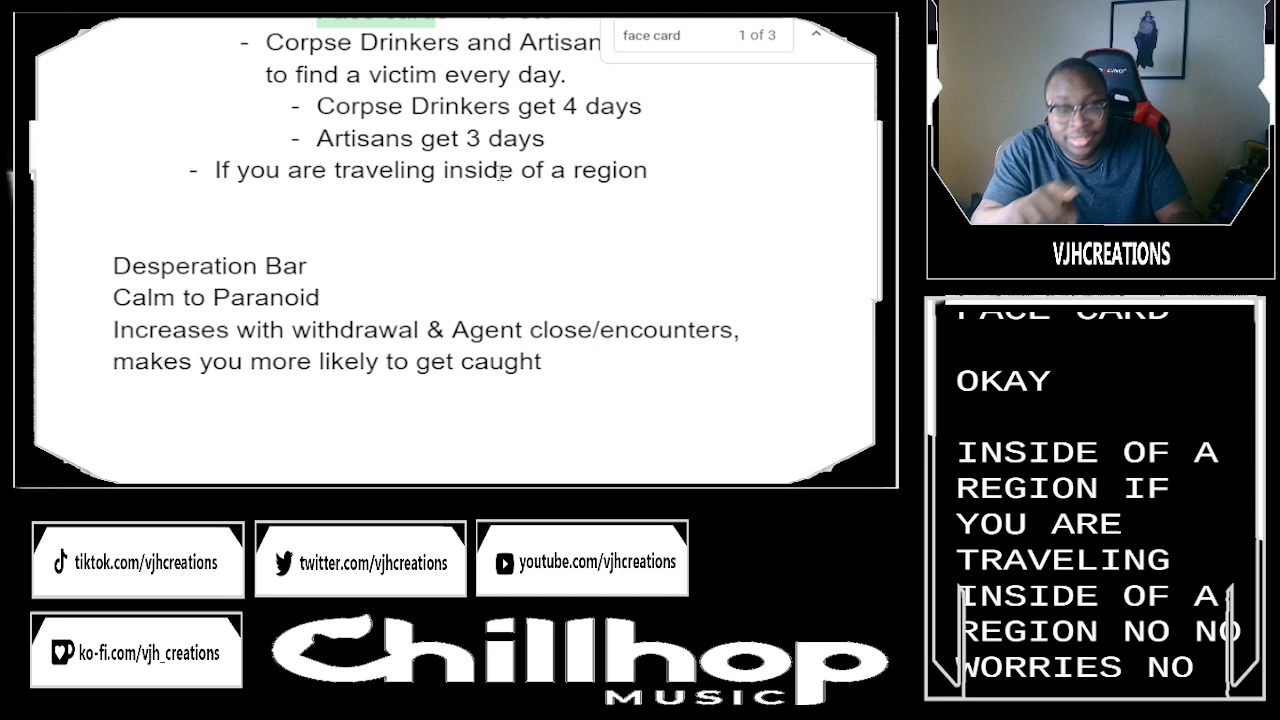 - Corpse Drinkers and Artisan
to find a victim every day.
- Corpse Drinkers get 4 days
- Artisans get 3 days
- If you are traveling inside of a region
Desperation Bar
Calm to Paranoid
Increases with withdrawal & Agent close/encounters,
makes you more likely to get caught
face card 1 of 3
VJHCREATIONS
FACE CARD
OKAY
INSIDE OF A
REGION IF
YOU ARE
TRAVELING
INSIDE OF A
REGION NO NO
WORRIES NO
tiktok.com/vjhcreations
twitter.com/vjhcreations
youtube.com/vjhcreations
ko-fi.com/vjh_creations
Chillhop
MUSIC